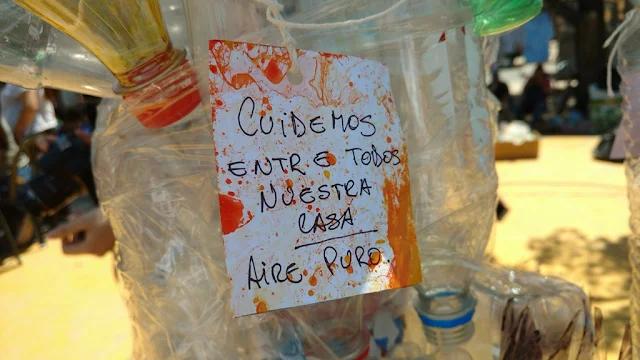 CUIDEMOS
ENTRE TODOS
NUESTRA
CASA
AIRE PURO.